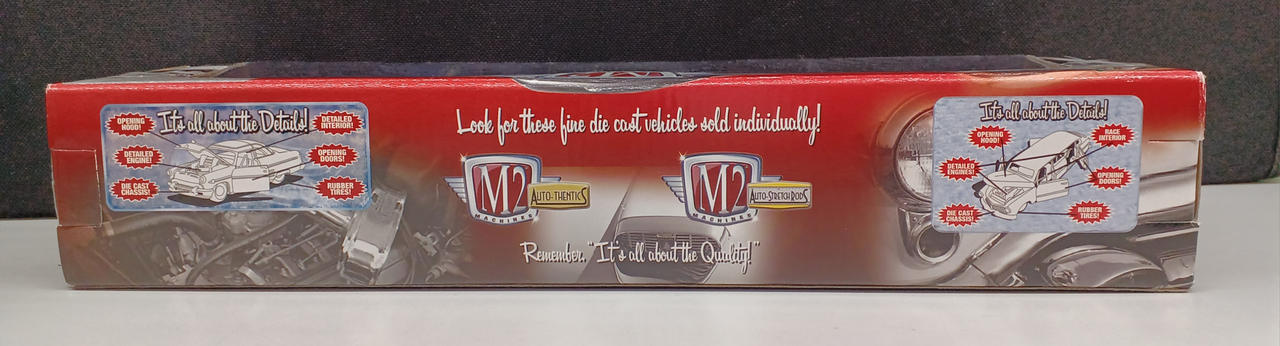 It's all about the Details!
OPENING
HOOD!
DETAILED
INTERIOR!
DETAILED
ENGINE!
OPENING
DOORS!
DIE CAST
CHASSIS!
RUBBER
TIRES!
Look for these fine die cast vehicles sold individually!
M2
MACHINES
AUTO-THENTICS
M2
MACHINES
AUTO-STRETCH RODS
Remember, "It's all about the Quality!"
It's all about the Details!
OPENING
HOOD!
RACE
INTERIOR
DETAILED
ENGINES!
OPENING
DOORS!
DIE CAST
CHASSIS!
RUBBER
TIRES!